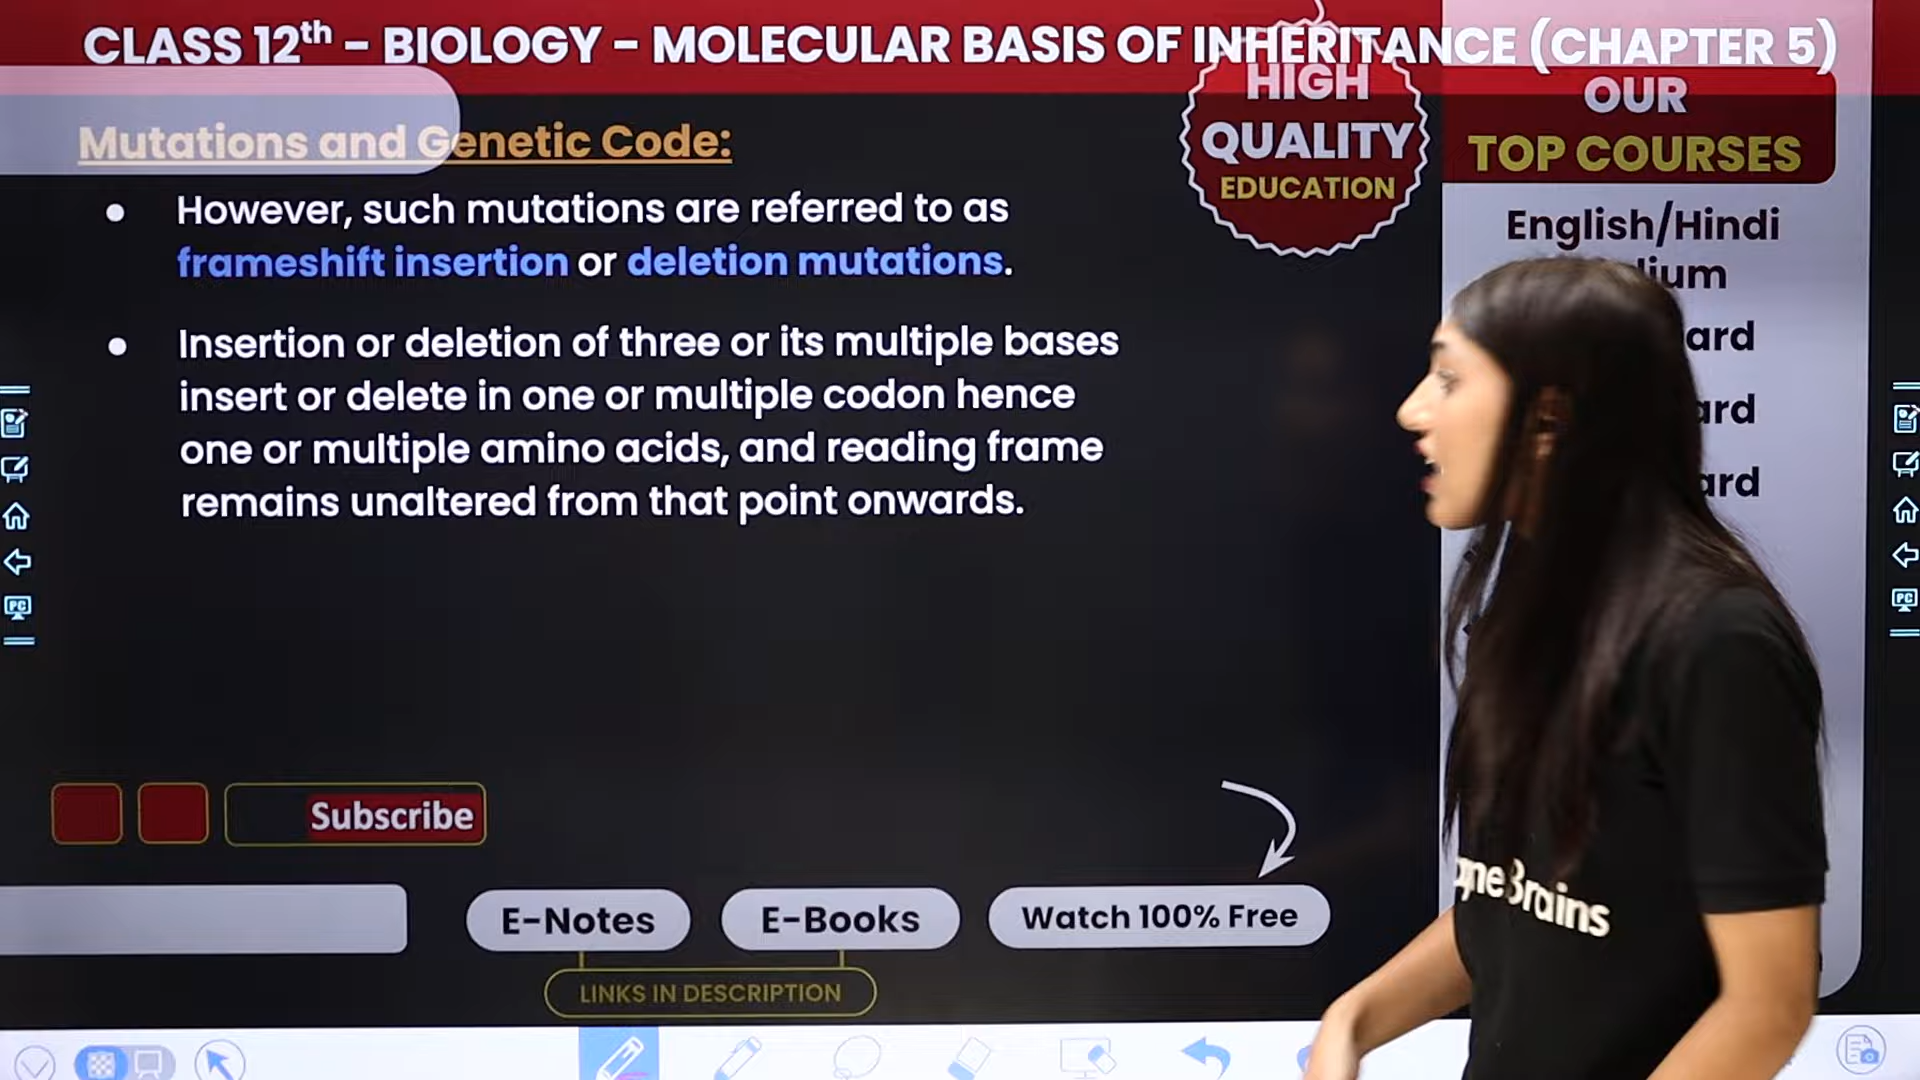 CLASS 12th – BIOLOGY – MOLECULAR BASIS OF INHERITANCE (CHAPTER 5)
HIGH
QUALITY
EDUCATION
OUR
TOP COURSES
Mutations and Genetic Code:
English/Hindi
• However, such mutations are referred to as
frameshift insertion or deletion mutations.
• Insertion or deletion of three or its multiple bases
insert or delete in one or multiple codon hence
one or multiple amino acids, and reading frame
remains unaltered from that point onwards.
PC
PC
Subscribe
E-Notes
E-Books
Watch 100% Free
LINKS IN DESCRIPTION
Brains